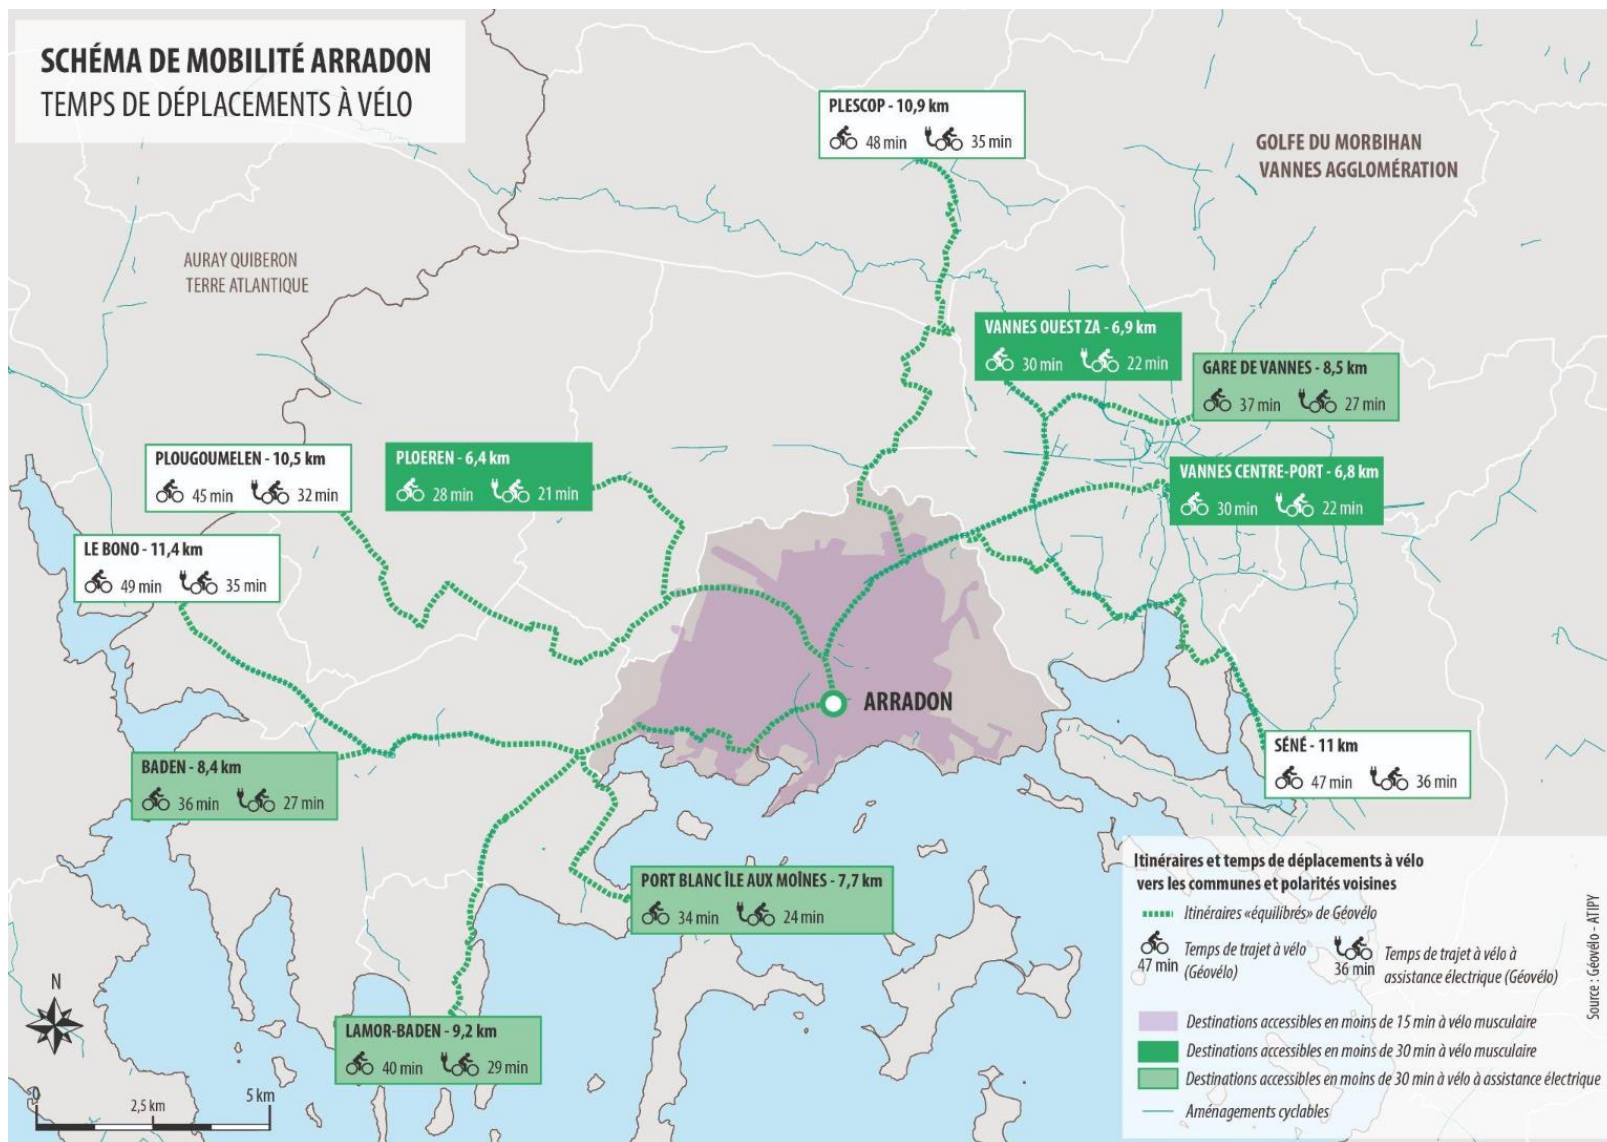 SCHÉMA DE MOBILITÉ ARRADON
TEMPS DE DÉPLACEMENTS À VÉLO
PLESCOP - 10,9 km
48 min 35 min
GOLFE DU MORBIHAN
VANNES AGGLOMÉRATION
AURAY QUIBERON
TERRE ATLANTIQUE
VANNES OUEST ZA - 6,9 km
30 min 22 min
GARE DE VANNES - 8,5 km
37 min 27 min
PLOUGOUMELEN - 10,5 km
45 min 32 min
PLOEREN - 6,4 km
28 min 21 min
VANNES CENTRE-PORT - 6,8 km
30 min 22 min
LE BONO - 11,4 km
49 min 35 min
ARRADON
BADEN - 8,4 km
36 min 27 min
SÉNÉ - 11 km
47 min 36 min
PORT BLANC ÎLE AUX MOÎNES - 7,7 km
34 min 24 min
LAMOR-BADEN - 9,2 km
40 min 29 min
N
0 2,5 km 5 km
Itinéraires et temps de déplacements à vélo
vers les communes et polarités voisines
Itinéraires «équilibrés» de Géovélo
47 min Temps de trajet à vélo
(Géovélo)
36 min Temps de trajet à vélo à
assistance électrique (Géovélo)
Destinations accessibles en moins de 15 min à vélo musculaire
Destinations accessibles en moins de 30 min à vélo musculaire
Destinations accessibles en moins de 30 min à vélo à assistance électrique
Aménagements cyclables
Source : Géovélo - ATIPY